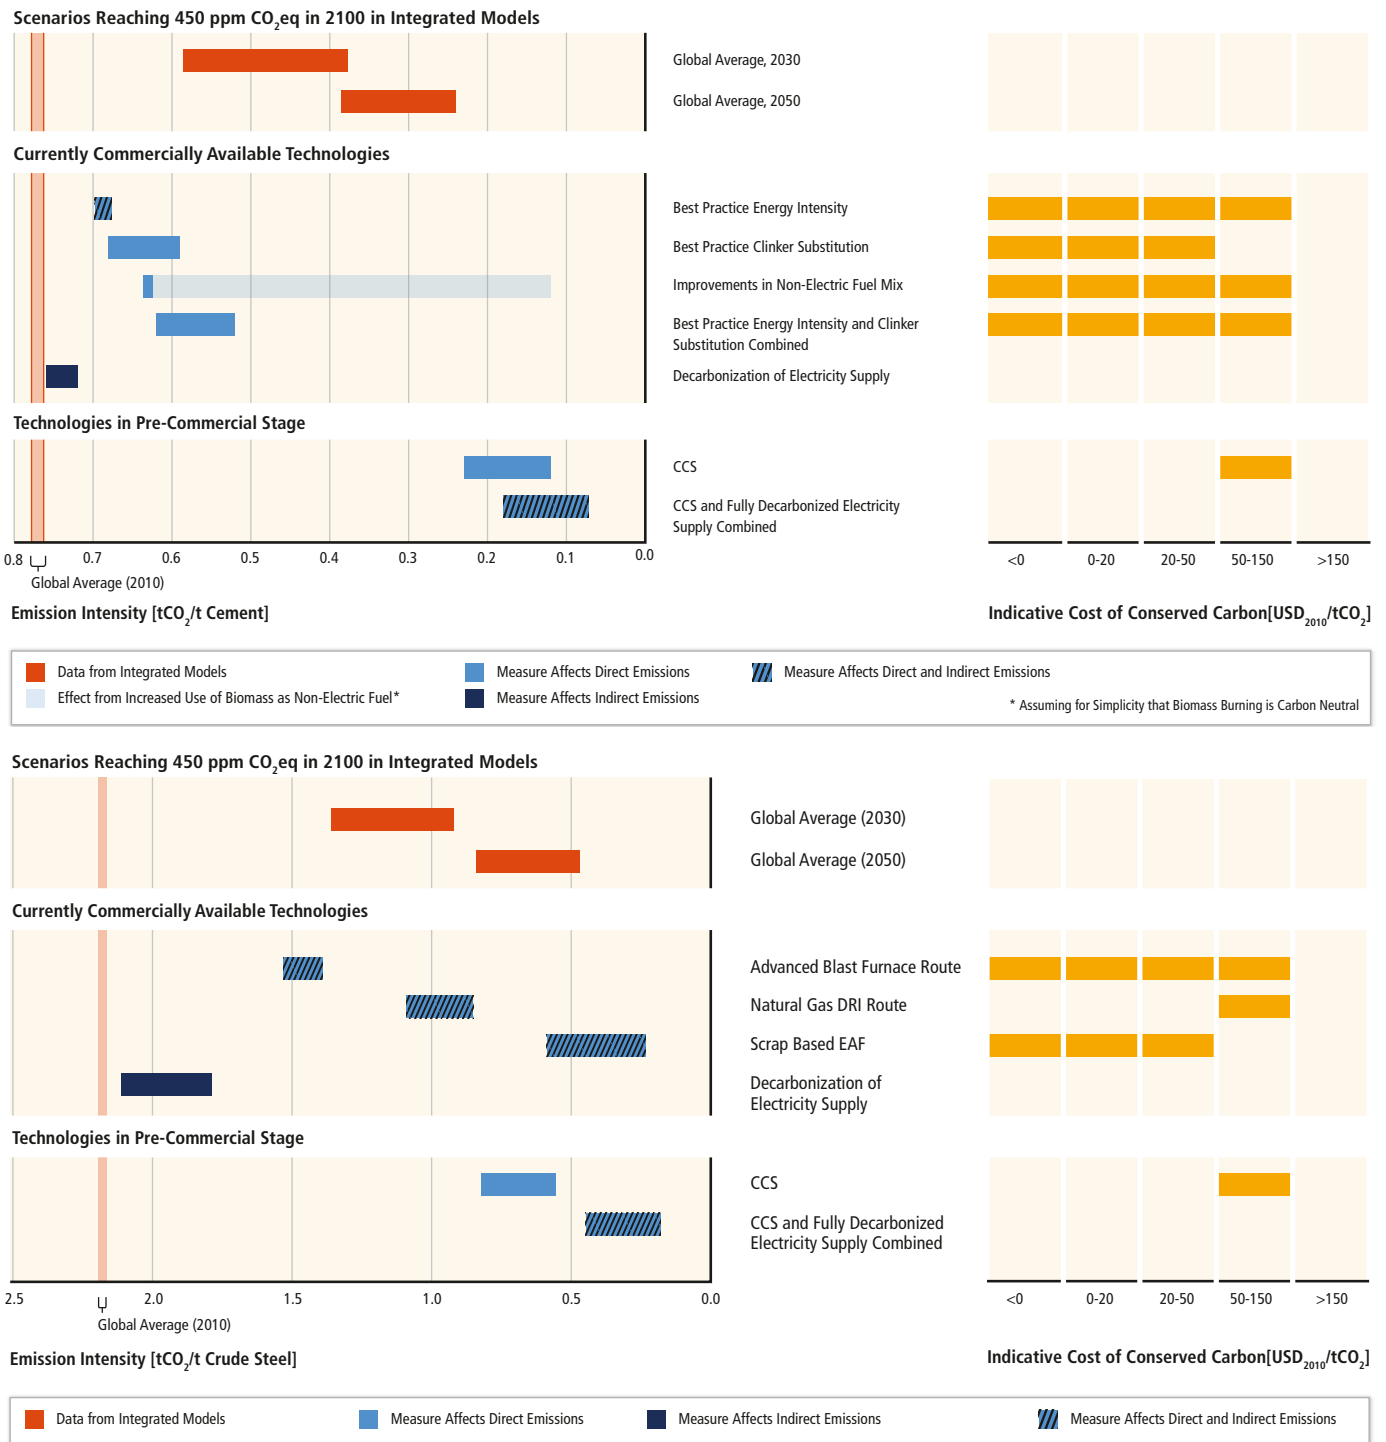 Scenarios Reaching 450 ppm CO2eq in 2100 in Integrated Models
Global Average, 2030
Global Average, 2050
Currently Commercially Available Technologies
Best Practice Energy Intensity
Best Practice Clinker Substitution
Improvements in Non-Electric Fuel Mix
Best Practice Energy Intensity and Clinker
Substitution Combined
Decarbonization of Electricity Supply
Technologies in Pre-Commercial Stage
CCS
CCS and Fully Decarbonized Electricity
Supply Combined
0.8 0.7 0.6 0.5 0.4 0.3 0.2 0.1 0.0
<0 0-20 20-50 50-150 >150
Global Average (2010)
Emission Intensity [tCO2/t Cement]
Indicative Cost of Conserved Carbon[USD2010/tCO2]
Data from Integrated Models
Measure Affects Direct Emissions
Measure Affects Direct and Indirect Emissions
Effect from Increased Use of Biomass as Non-Electric Fuel*
Measure Affects Indirect Emissions
* Assuming for Simplicity that Biomass Burning is Carbon Neutral
Scenarios Reaching 450 ppm CO2eq in 2100 in Integrated Models
Global Average (2030)
Global Average (2050)
Currently Commercially Available Technologies
Advanced Blast Furnace Route
Natural Gas DRI Route
Scrap Based EAF
Decarbonization of
Electricity Supply
Technologies in Pre-Commercial Stage
CCS
CCS and Fully Decarbonized
Electricity Supply Combined
2.5 2.0 1.5 1.0 0.5 0.0
<0 0-20 20-50 50-150 >150
Global Average (2010)
Emission Intensity [tCO2/t Crude Steel]
Indicative Cost of Conserved Carbon[USD2010/tCO2]
Data from Integrated Models
Measure Affects Direct Emissions
Measure Affects Indirect Emissions
Measure Affects Direct and Indirect Emissions